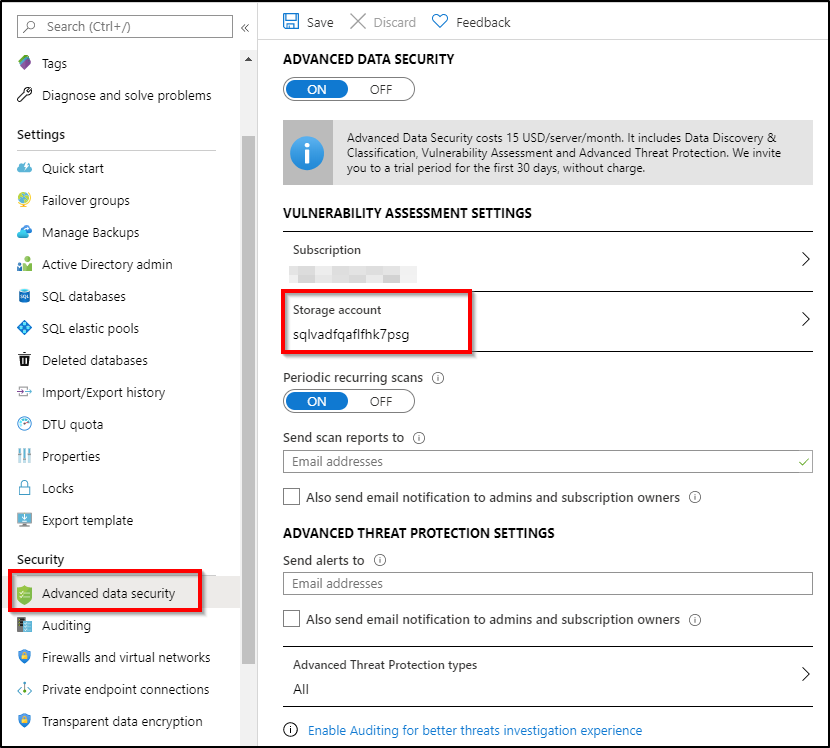 Search (Ctrl+/)
«
Tags
Diagnose and solve problems
Settings
Quick start
Failover groups
Manage Backups
Active Directory admin
SQL databases
SQL elastic pools
Deleted databases
Import/Export history
DTU quota
Properties
Locks
Export template
Security
Advanced data security
Auditing
Firewalls and virtual networks
Private endpoint connections
Transparent data encryption
Save Discard Feedback
ADVANCED DATA SECURITY
ON OFF
Advanced Data Security costs 15 USD/server/month. It includes Data Discovery &
Classification, Vulnerability Assessment and Advanced Threat Protection. We invite
you to a trial period for the first 30 days, without charge.
VULNERABILITY ASSESSMENT SETTINGS
Subscription
Storage account
sqlvadfqaflfhk7psg
Periodic recurring scans
ON OFF
Send scan reports to
Email addresses
Also send email notification to admins and subscription owners
ADVANCED THREAT PROTECTION SETTINGS
Send alerts to
Email addresses
Also send email notification to admins and subscription owners
Advanced Threat Protection types
All
Enable Auditing for better threats investigation experience